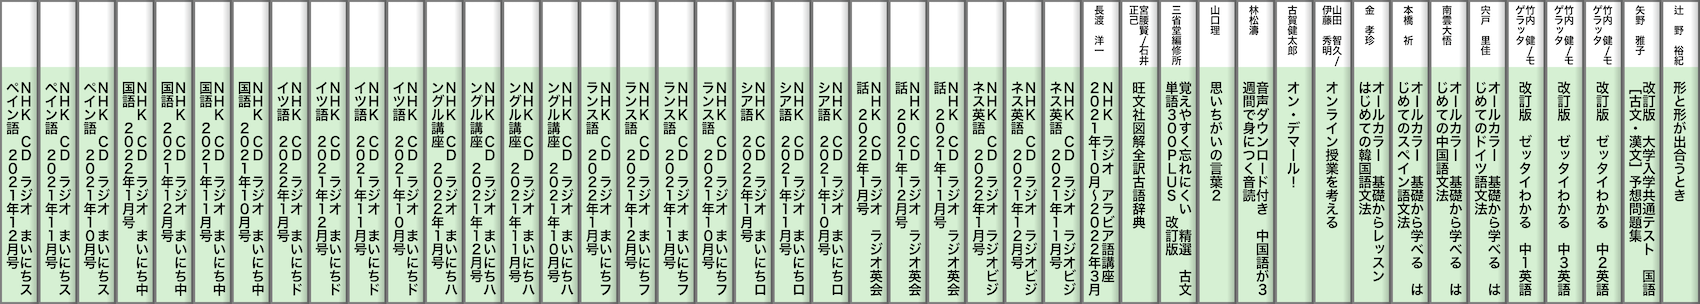 辻 野 裕紀
形と形が出合うとき
矢野 雅子
改訂版 大学入学共通テスト 国語
[古文・漢文]予想問題集
竹内 健/モ
ゲラッタ
改訂版 ゼッタイわかる 中2英語
竹内 健/モ
ゲラッタ
改訂版 ゼッタイわかる 中3英語
竹内 健/モ
ゲラッタ
改訂版 ゼッタイわかる 中1英語
宍戸 里佳
オールカラー 基礎から学べる は
じめてのドイツ語文法
南雲大悟
オールカラー 基礎から学べる は
じめての中国語文法
本橋 祈
オールカラー 基礎から学べる は
じめてのスペイン語文法
金 孝珍
オールカラー 基礎からレッスン
はじめての韓国語文法
山田 智久/
伊藤 秀明
オンライン授業を考える
古賀健太郎
オン・デマール!
林松濤
音声ダウンロード付き 中国語が3
週間で身につく音読
山口理
思いちがいの言葉2
三省堂編修所
覚えやすく忘れにくい 精選 古文
単語300PLUS 改訂版
宮腰賢/石井
正己
旺文社図解全訳古語辞典
長渡 洋一
NHK ラジオ アラビア語講座
2021年10月~2022年3月
NHK CD ラジオ ラジオビジ
ネス英語 2021年11月号
NHK CD ラジオ ラジオビジ
ネス英語 2021年12月号
NHK CD ラジオ ラジオビジ
ネス英語 2022年1月号
NHK CD ラジオ ラジオ英会
話 2021年11月号
NHK CD ラジオ ラジオ英会
話 2021年12月号
NHK CD ラジオ ラジオ英会
話 2022年1月号
NHK CD ラジオ まいにちロ
シア語 2021年10月号
NHK CD ラジオ まいにちロ
シア語 2021年11月号
NHK CD ラジオ まいにちロ
シア語 2022年1月号
NHK CD ラジオ まいにちフ
ランス語 2021年10月号
NHK CD ラジオ まいにちフ
ランス語 2021年11月号
NHK CD ラジオ まいにちフ
ランス語 2021年12月号
NHK CD ラジオ まいにちフ
ランス語 2022年1月号
NHK CD ラジオ まいにちハ
ングル講座 2021年10月号
NHK CD ラジオ まいにちハ
ングル講座 2021年11月号
NHK CD ラジオ まいにちハ
ングル講座 2021年12月号
NHK CD ラジオ まいにちハ
ングル講座 2022年1月号
NHK CD ラジオ まいにちド
イツ語 2021年10月号
NHK CD ラジオ まいにちド
イツ語 2021年11月号
NHK CD ラジオ まいにちド
イツ語 2021年12月号
NHK CD ラジオ まいにちド
イツ語 2022年1月号
NHK CD ラジオ まいにち中
国語 2021年10月号
NHK CD ラジオ まいにち中
国語 2021年11月号
NHK CD ラジオ まいにち中
国語 2021年12月号
NHK CD ラジオ まいにち中
国語 2022年1月号
NHK CD ラジオ まいにちス
ペイン語 2021年10月号
NHK CD ラジオ まいにちス
ペイン語 2021年11月号
NHK CD ラジオ まいにちス
ペイン語 2021年12月号